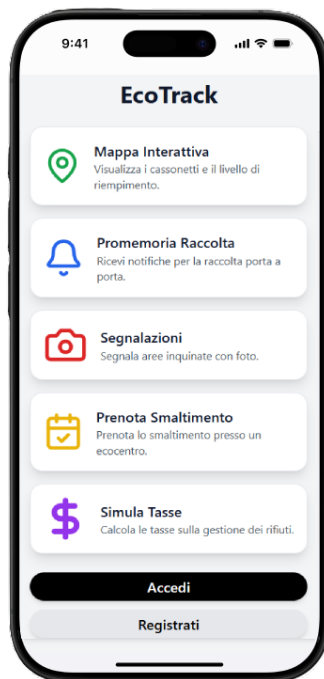 9:41
EcoTrack
Mappa Interattiva
Visualizza i cassonetti e il livello di
riempimento.
Promemoria Raccolta
Ricevi notifiche per la raccolta porta a
porta.
Segnalazioni
Segnala aree inquinate con foto.
Prenota Smaltimento
Prenota lo smaltimento presso un
ecocentro.
Simula Tasse
Calcola le tasse sulla gestione dei rifiuti.
Accedi
Registrati